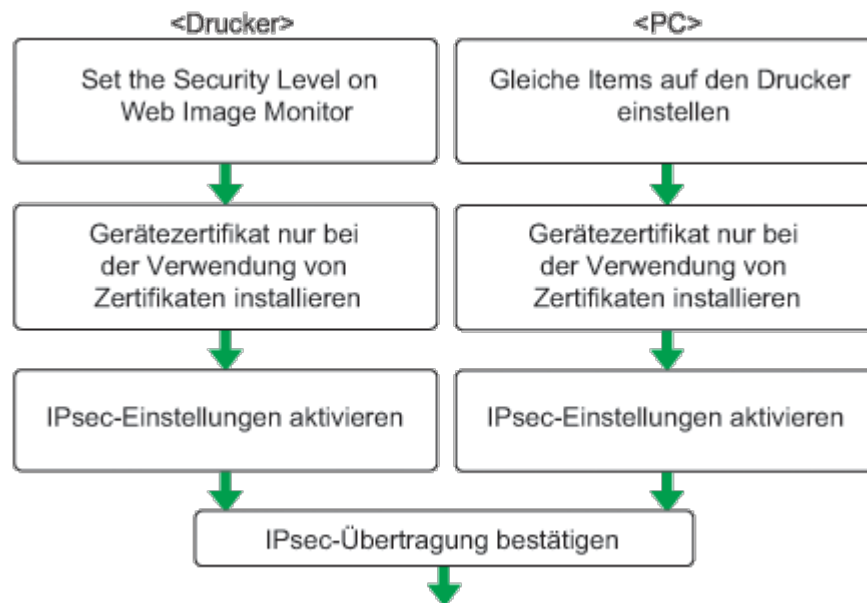 <Drucker>
Set the Security Level on
Web Image Monitor
Gerätezertifikat nur bei
der Verwendung von
Zertifikaten installieren
IPsec-Einstellungen aktivieren
<PC>
Gleiche Items auf den Drucker
einstellen
Gerätezertifikat nur bei
der Verwendung von
Zertifikaten installieren
IPsec-Einstellungen aktivieren
IPsec-Übertragung bestätigen